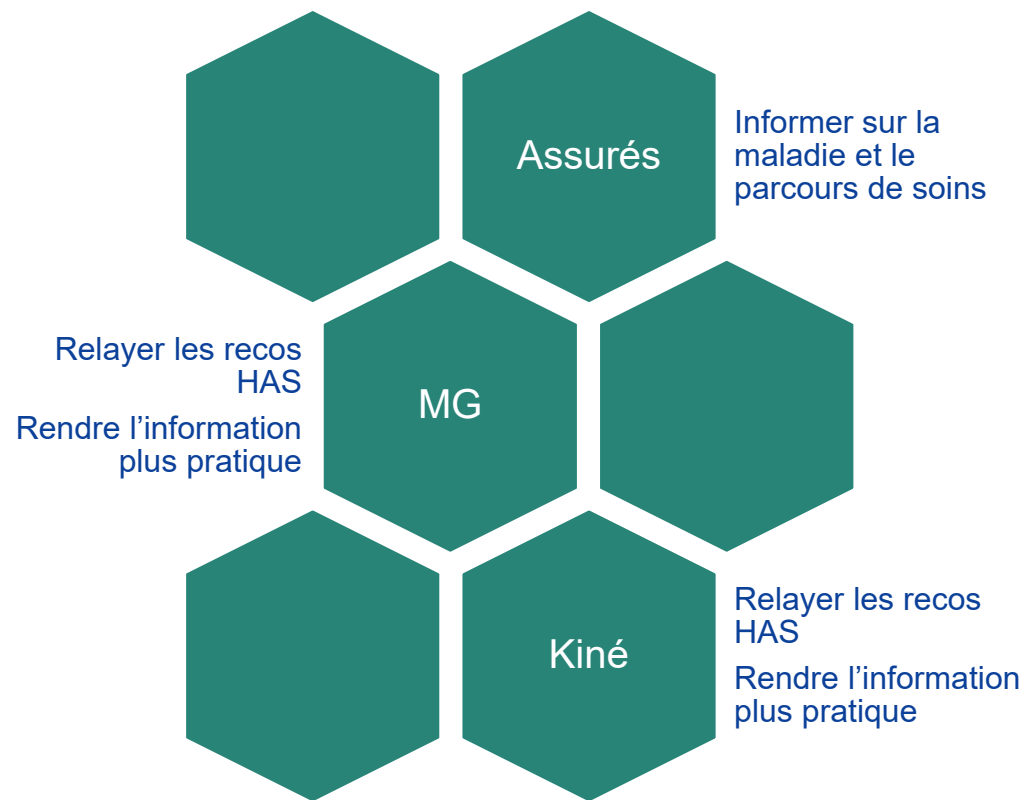 Assurés
Informer sur la
maladie et le
parcours de soins
Relayer les recos
HAS
Rendre l’information
plus pratique
MG
Kiné
Relayer les recos
HAS
Rendre l’information
plus pratique